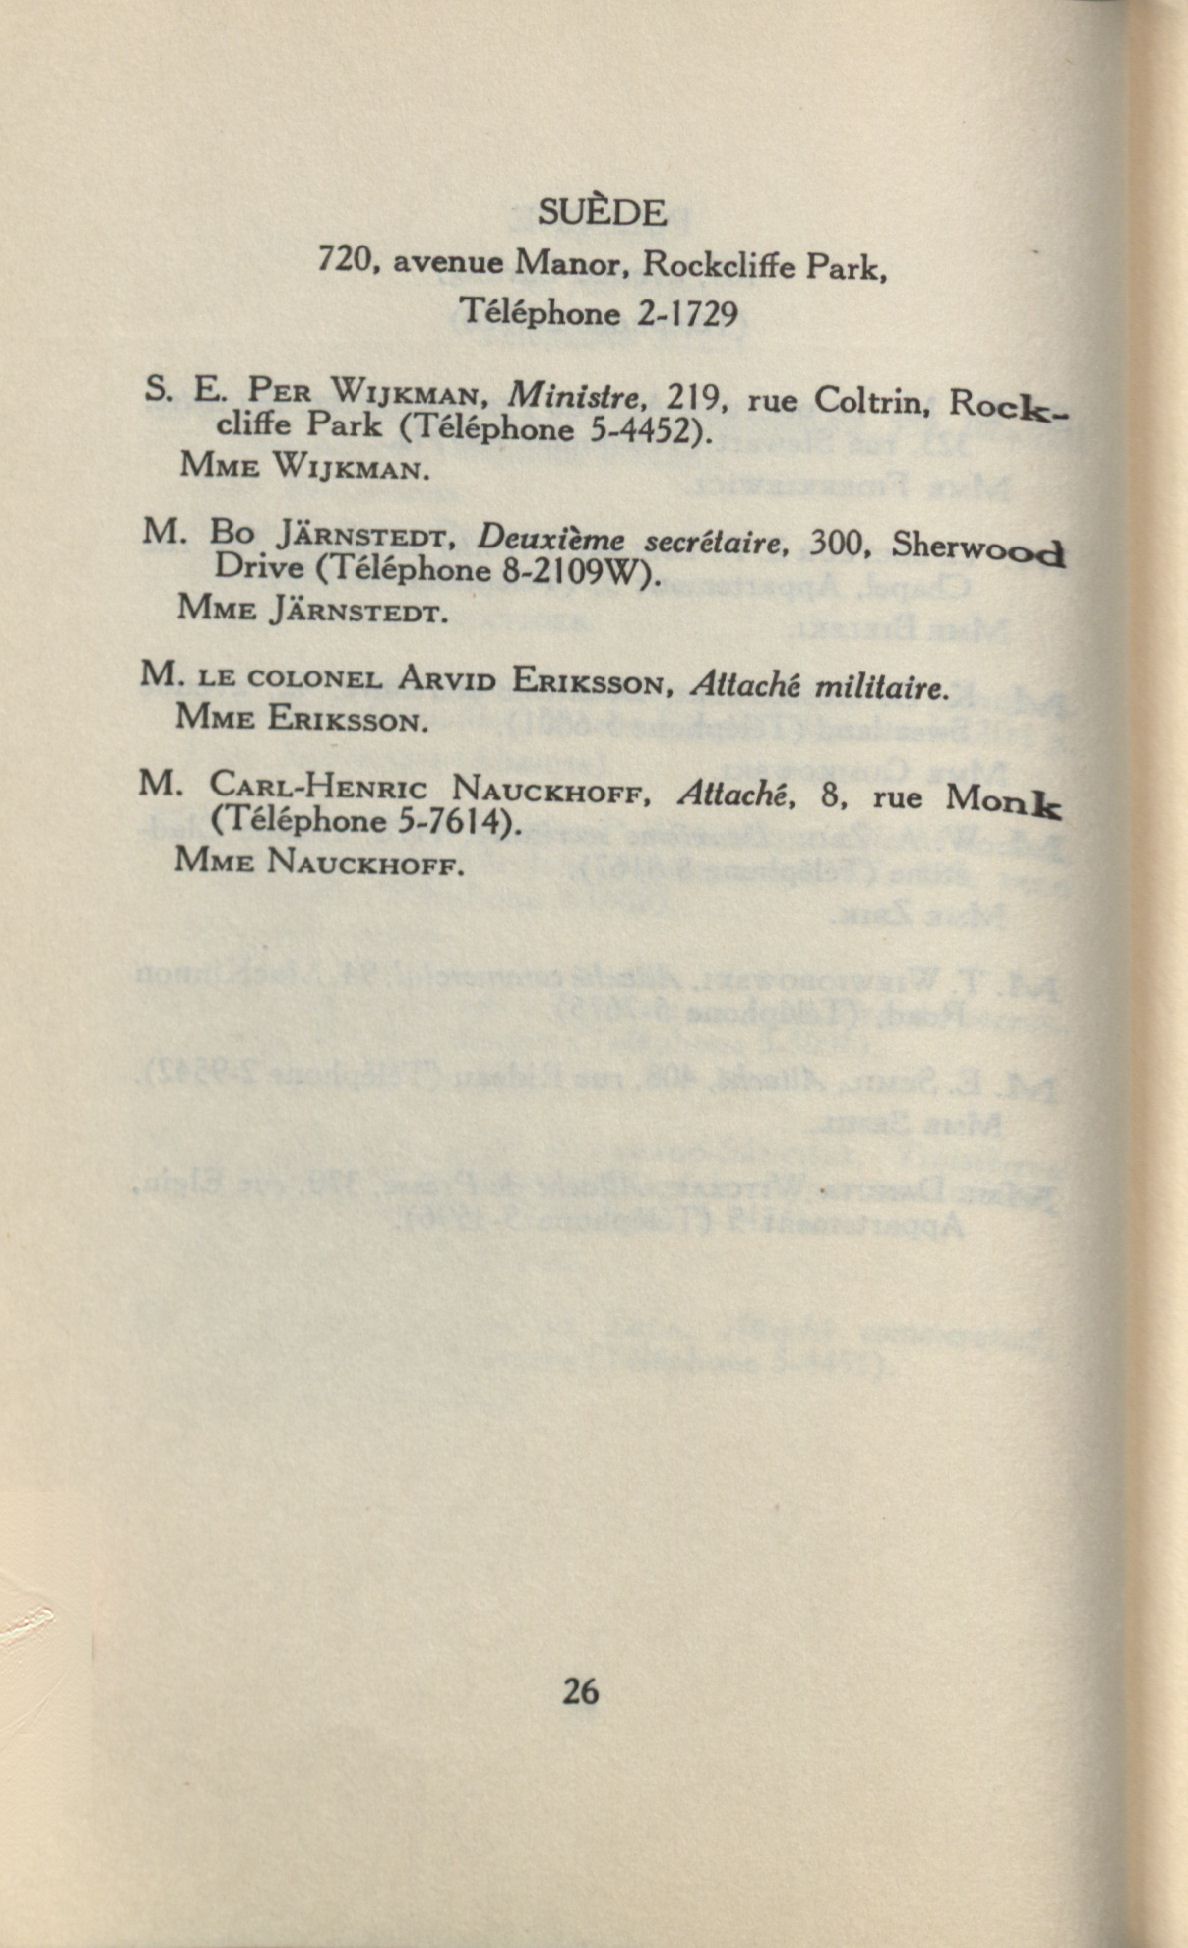 SUÈDE
720, avenue Manor, Rockcliffe Park,
Téléphone 2-1729
S. E. PER WIJKMAN, Ministre, 219, rue Coltrin, Rock-
cliffe Park (Téléphone 5-4452).
MME WIJKMAN.
M. BO JÄRNSTEDT, Deuxième secrétaire, 300, Sherwood
Drive (Téléphone 8-2109W).
MME JÄRNSTEDT.
M. LE COLONEL ARVID ERIKSSON, Attaché militaire.
MME ERIKSSON.
M. CARL-HENRIC NAUCKHOFF, Attaché, 8, rue Monk
(Téléphone 5-7614).
MME NAUCKHOFF.
26